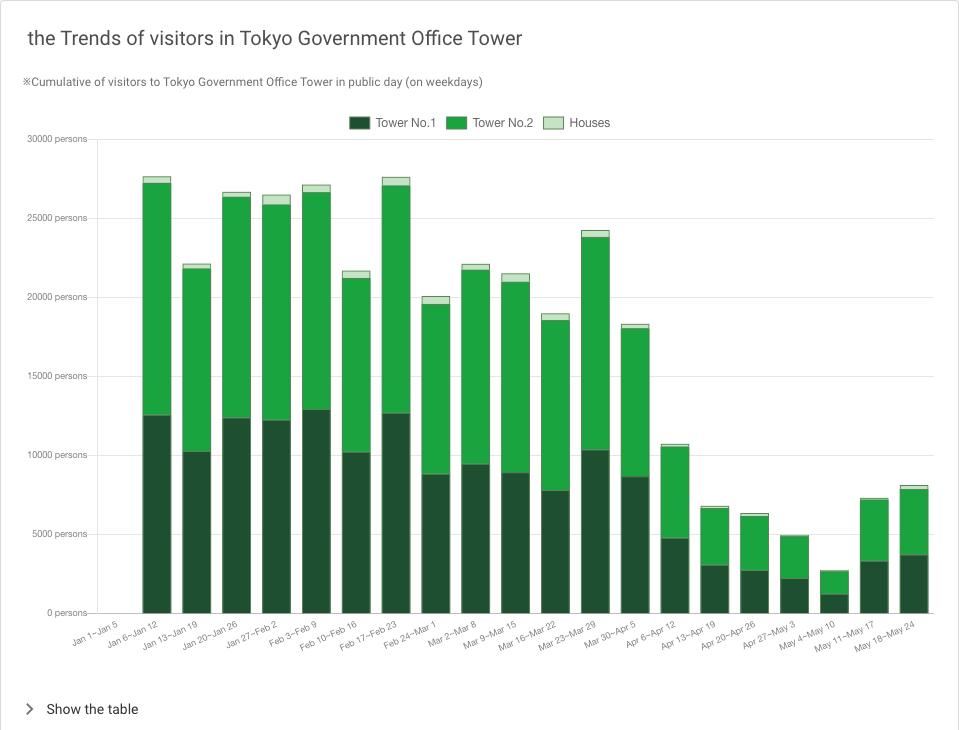 the Trends of visitors in Tokyo Government Office Tower
※Cumulative of visitors to Tokyo Government Office Tower in public day (on weekdays)
Tower No.1 Tower No.2 Houses
30000 persons
25000 persons
20000 persons
15000 persons
10000 persons
5000 persons
0 persons
Jan 1~Jan 5
Jan 6~Jan 12
Jan 13~Jan 19
Jan 20~Jan 26
Jan 27~Feb 2
Feb 3~Feb 9
Feb 10~Feb 16
Feb 17~Feb 23
Feb 24~Mar 1
Mar 2~Mar 8
Mar 9~Mar 15
Mar 16~Mar 22
Mar 23~Mar 29
Mar 30~Apr 5
Apr 6~Apr 12
Apr 13~Apr 19
Apr 20~Apr 26
Apr 27~May 3
May 4~May 10
May 11~May 17
May 18~May 24
Show the table